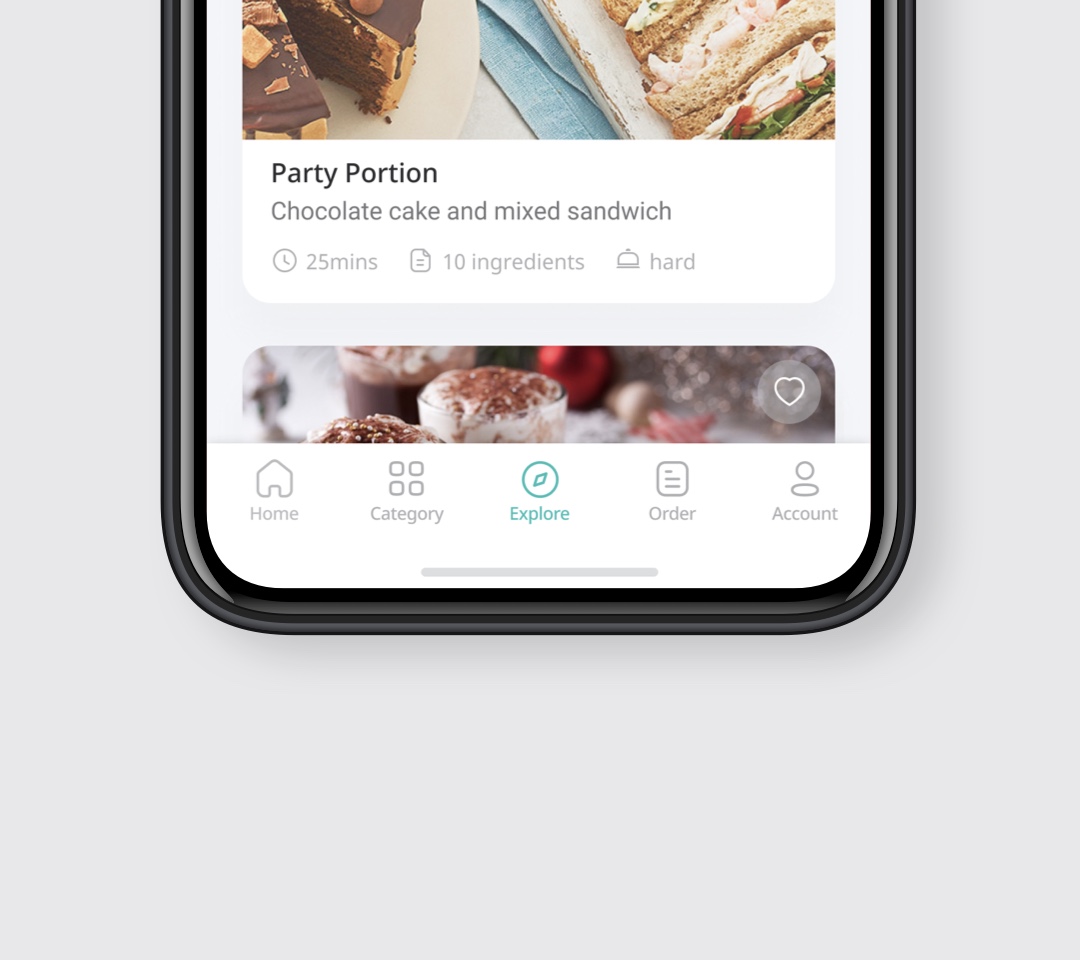 Party Portion
Chocolate cake and mixed sandwich
25mins 10 ingredients hard
Home Category Explore Order Account